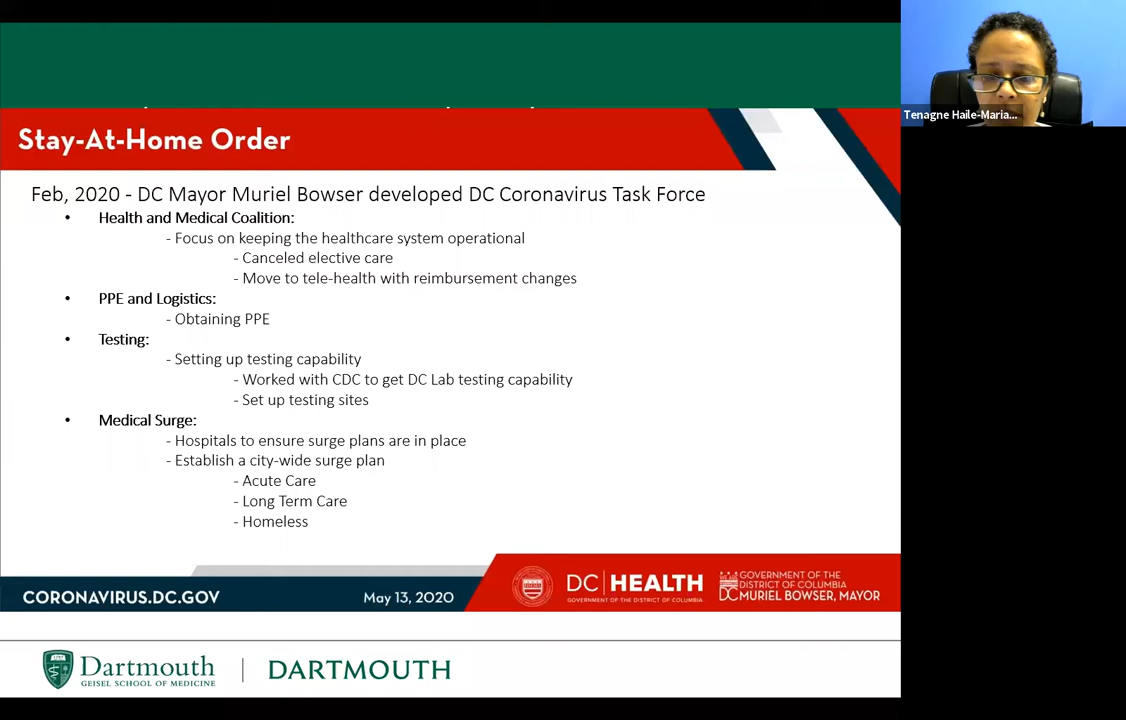 Tenagne Haile-Maria...
Stay-At-Home Order
Feb, 2020 - DC Mayor Muriel Bowser developed DC Coronavirus Task Force
• Health and Medical Coalition:
- Focus on keeping the healthcare system operational
- Canceled elective care
- Move to tele-health with reimbursement changes
• PPE and Logistics:
- Obtaining PPE
• Testing:
- Setting up testing capability
- Worked with CDC to get DC Lab testing capability
- Set up testing sites
• Medical Surge:
- Hospitals to ensure surge plans are in place
- Establish a city-wide surge plan
- Acute Care
- Long Term Care
- Homeless
CORONAVIRUS.DC.GOV
May 13, 2020
DC | HEALTH
GOVERNMENT OF THE DISTRICT OF COLUMBIA
GOVERNMENT OF THE
DISTRICT OF COLUMBIA
DC MURIEL BOWSER, MAYOR
Dartmouth
GEISEL SCHOOL OF MEDICINE
DARTMOUTH